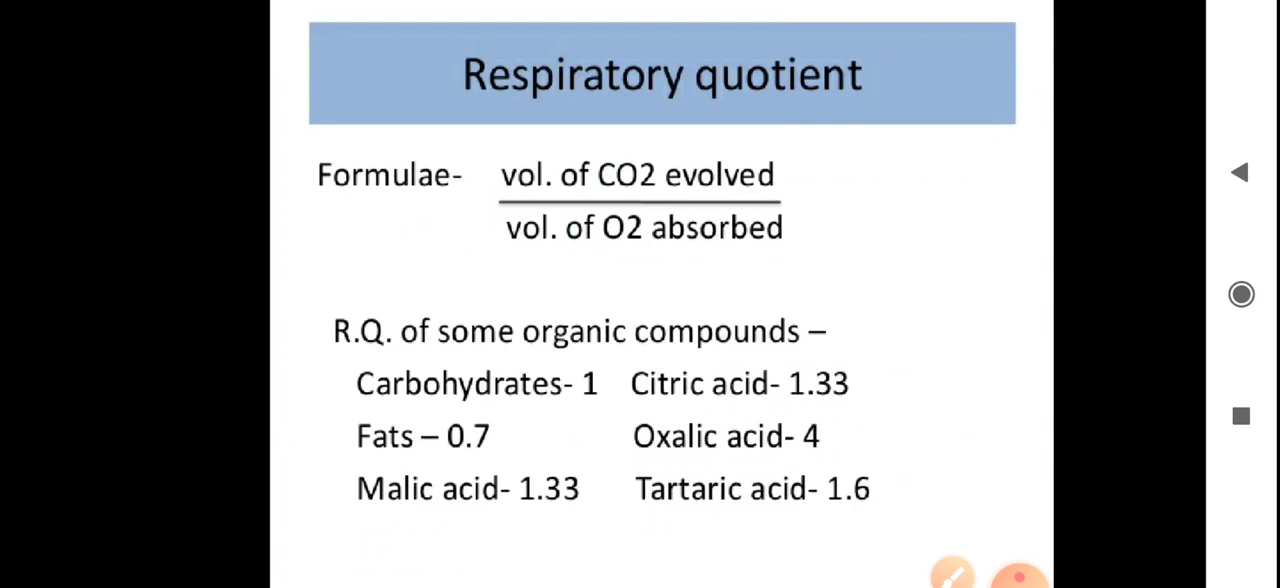 Respiratory quotient
Formulae- vol. of CO2 evolved
vol. of O2 absorbed
R.Q. of some organic compounds –
Carbohydrates- 1 Citric acid- 1.33
Fats – 0.7 Oxalic acid- 4
Malic acid- 1.33 Tartaric acid- 1.6